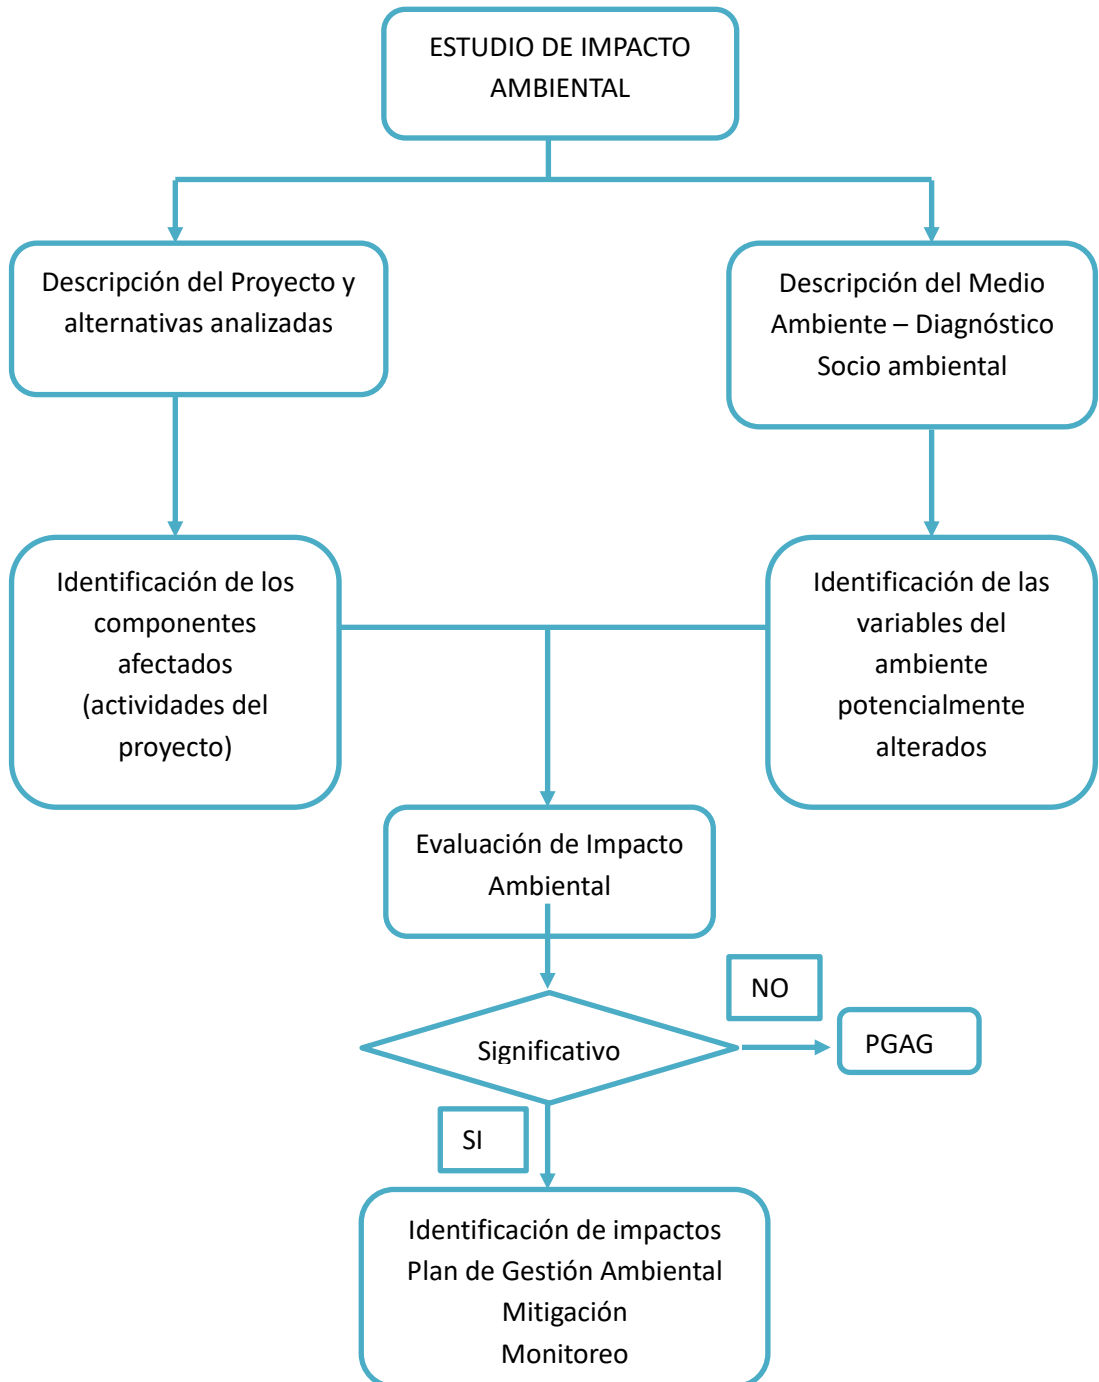 ESTUDIO DE IMPACTO
AMBIENTAL
Descripción del Proyecto y
alternativas analizadas
Descripción del Medio
Ambiente – Diagnóstico
Socio ambiental
Identificación de los
componentes
afectados
(actividades del
proyecto)
Identificación de las
variables del
ambiente
potencialmente
alterados
Evaluación de Impacto
Ambiental
Significativo
NO
PGAG
SI
Identificación de impactos
Plan de Gestión Ambiental
Mitigación
Monitoreo